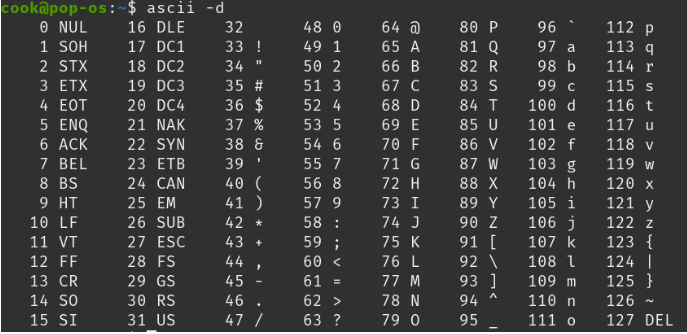 cook@pop-os:~$ ascii -d
0 NUL 16 DLE 32 48 0 64 @ 80 P 96 ` 112 p
1 SOH 17 DC1 33 ! 49 1 65 A 81 Q 97 a 113 q
2 STX 18 DC2 34 " 50 2 66 B 82 R 98 b 114 r
3 ETX 19 DC3 35 # 51 3 67 C 83 S 99 c 115 s
4 EOT 20 DC4 36 $ 52 4 68 D 84 T 100 d 116 t
5 ENQ 21 NAK 37 % 53 5 69 E 85 U 101 e 117 u
6 ACK 22 SYN 38 & 54 6 70 F 86 V 102 f 118 v
7 BEL 23 ETB 39 ' 55 7 71 G 87 W 103 g 119 w
8 BS 24 CAN 40 ( 56 8 72 H 88 X 104 h 120 x
9 HT 25 EM 41 ) 57 9 73 I 89 Y 105 i 121 y
10 LF 26 SUB 42 * 58 : 74 J 90 Z 106 j 122 z
11 VT 27 ESC 43 + 59 ; 75 K 91 [ 107 k 123 {
12 FF 28 FS 44 , 60 < 76 L 92 \ 108 l 124 |
13 CR 29 GS 45 - 61 = 77 M 93 ] 109 m 125 }
14 SO 30 RS 46 . 62 > 78 N 94 ^ 110 n 126 ~
15 SI 31 US 47 / 63 ? 79 O 95 _ 111 o 127 DEL